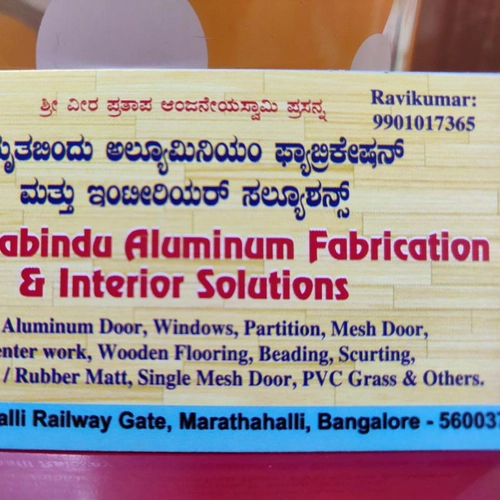 ಶ್ರೀ ವೀರ ಪ್ರತಾಪ ಆಂಜನೇಯಸ್ವಾಮಿ ಪ್ರಸನ್ನ
Ravikumar:
9901017365
ಅಲ್ಯೂಮಿನಿಯಂ ಫ್ಯಾಬ್ರಿಕೇಷನ್
ಮತ್ತು ಇಂಟೀರಿಯರ್ ಸಲ್ಯೂಶನ್ಸ್
abindu Aluminum Fabrication
& Interior Solutions
Aluminum Door, Windows, Partition, Mesh Door,
enter work, Wooden Flooring, Beading, Scurting,
/ Rubber Matt, Single Mesh Door, PVC Grass & Others.
alli Railway Gate, Marathahalli, Bangalore - 560037